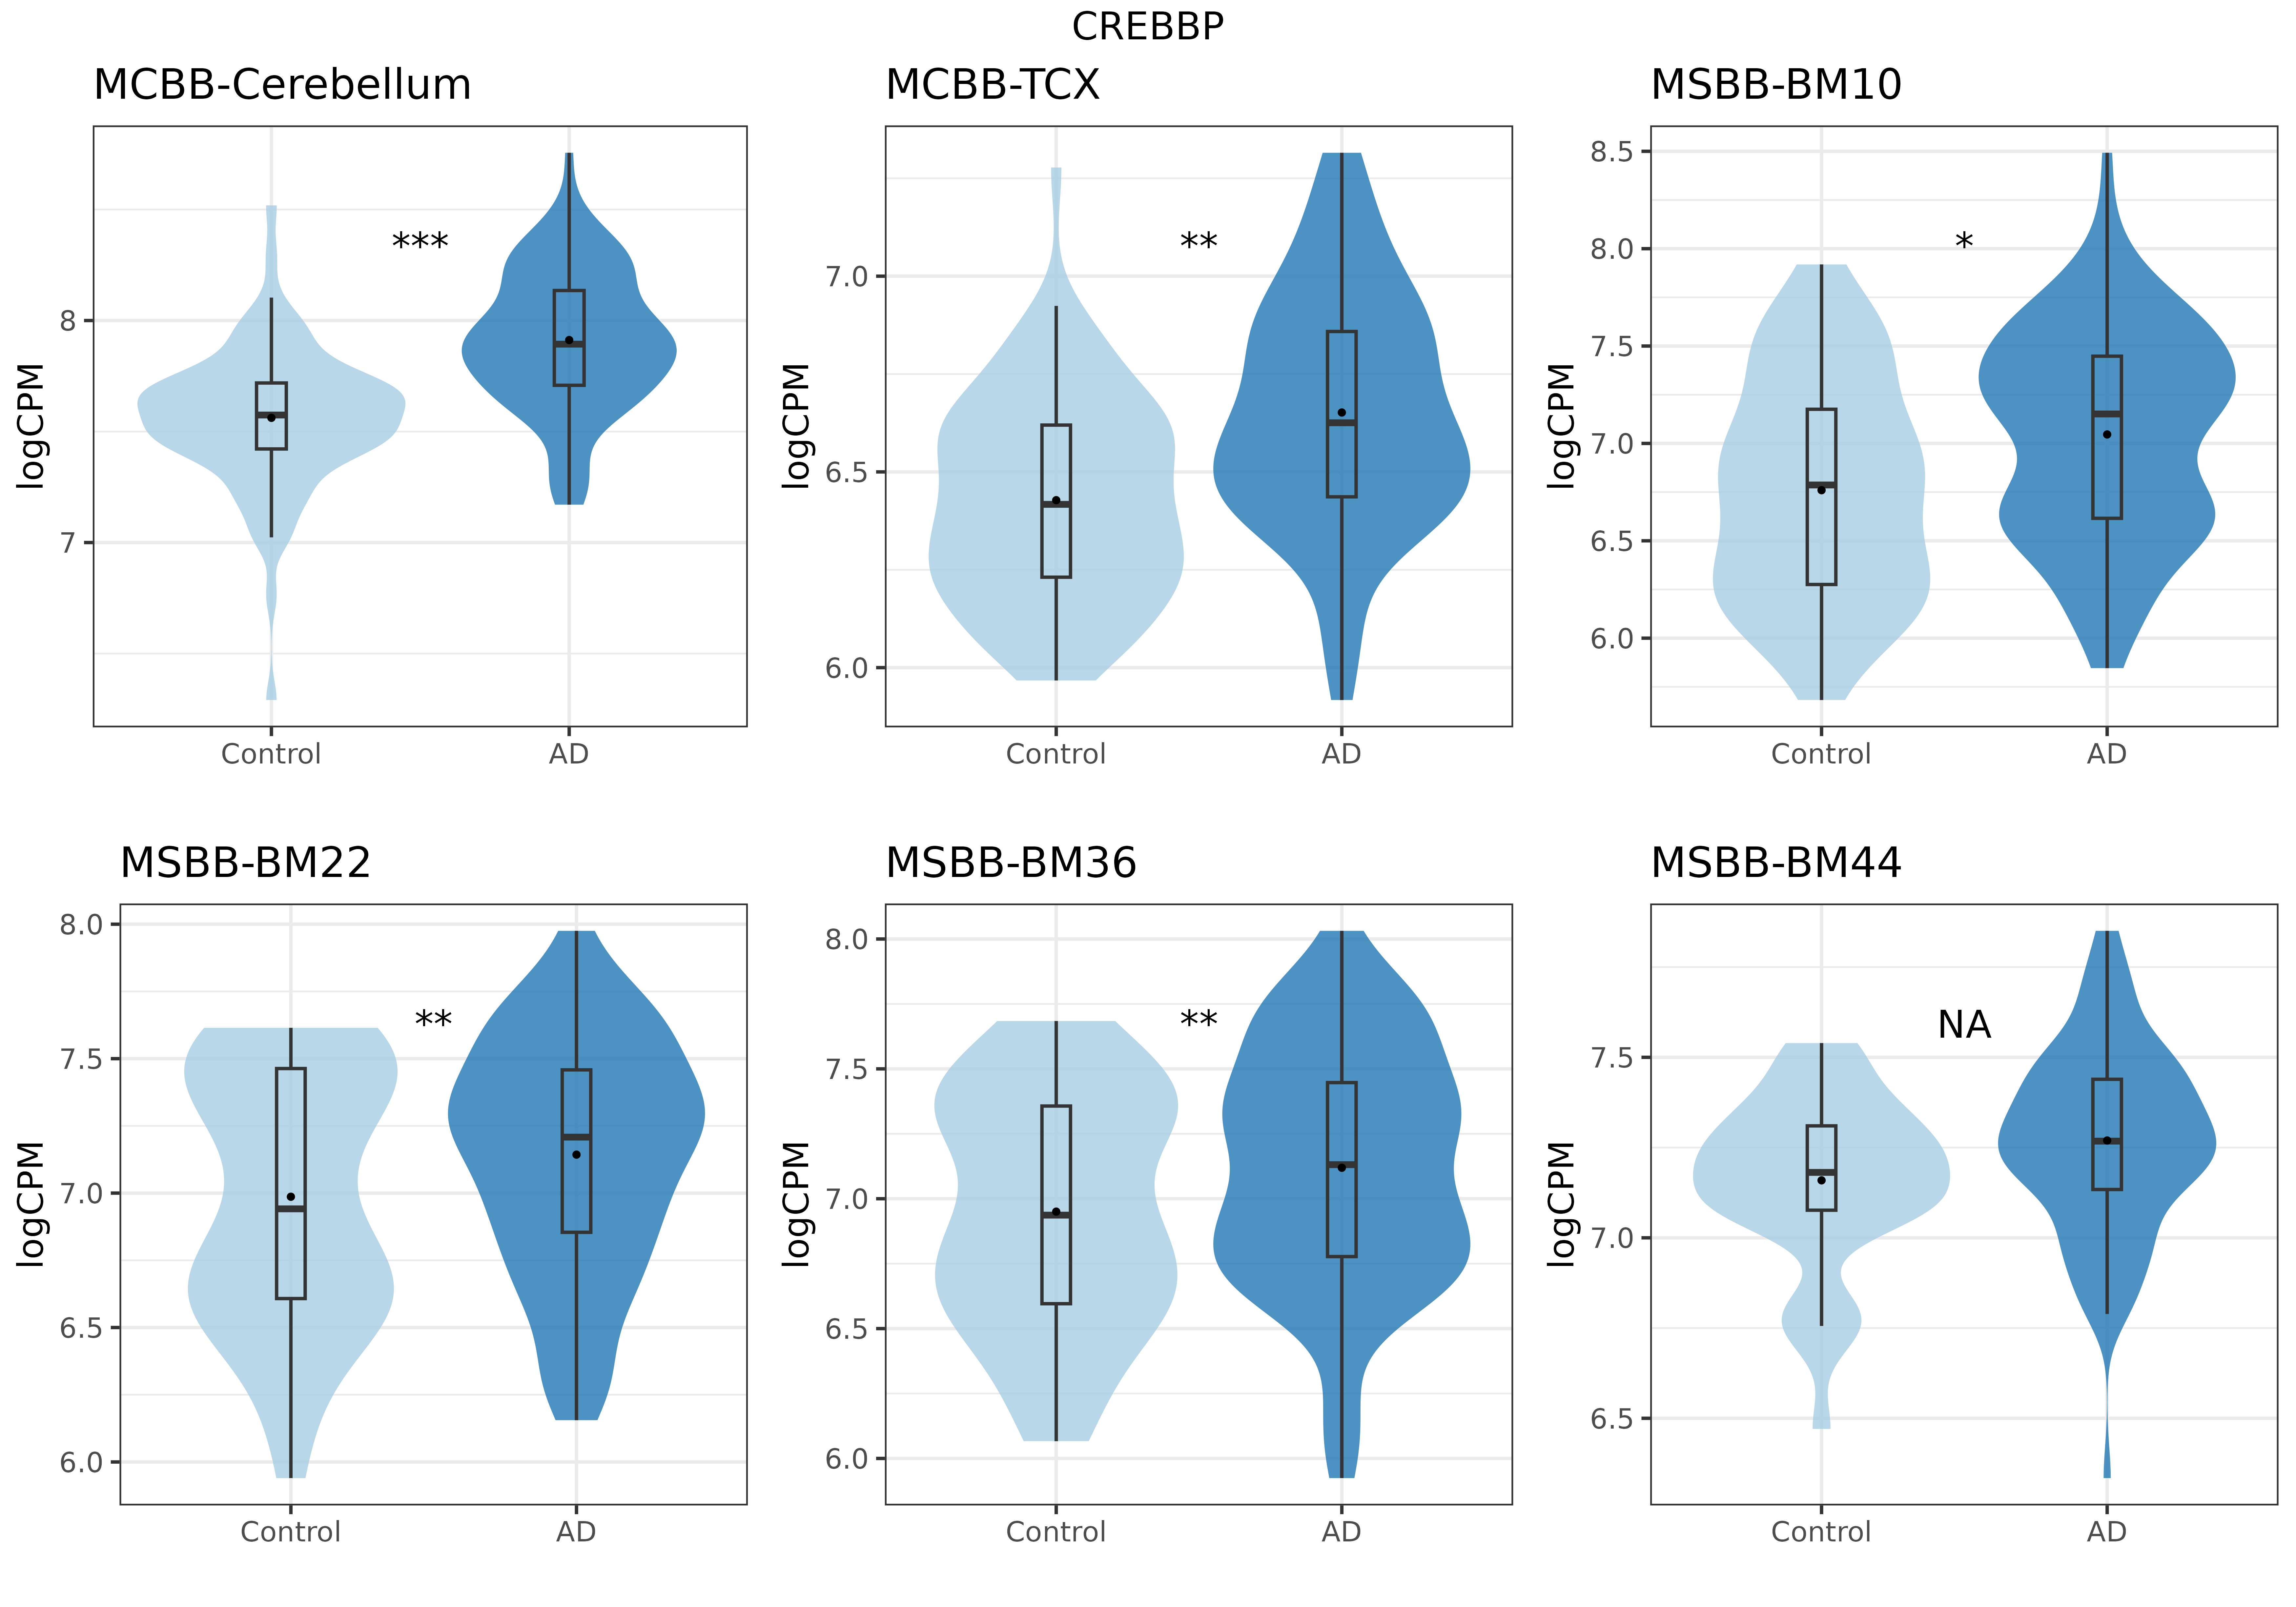 CREBBP
MCBB-Cerebellum
logCPM
8
7
***
Control AD
MCBB-TCX
logCPM
7.0
6.5
6.0
**
Control AD
MSBB-BM10
logCPM
8.5
8.0
7.5
7.0
6.5
6.0
*
Control AD
MSBB-BM22
logCPM
8.0
7.5
7.0
6.5
6.0
**
Control AD
MSBB-BM36
logCPM
8.0
7.5
7.0
6.5
6.0
**
Control AD
MSBB-BM44
logCPM
7.5
7.0
6.5
NA
Control AD